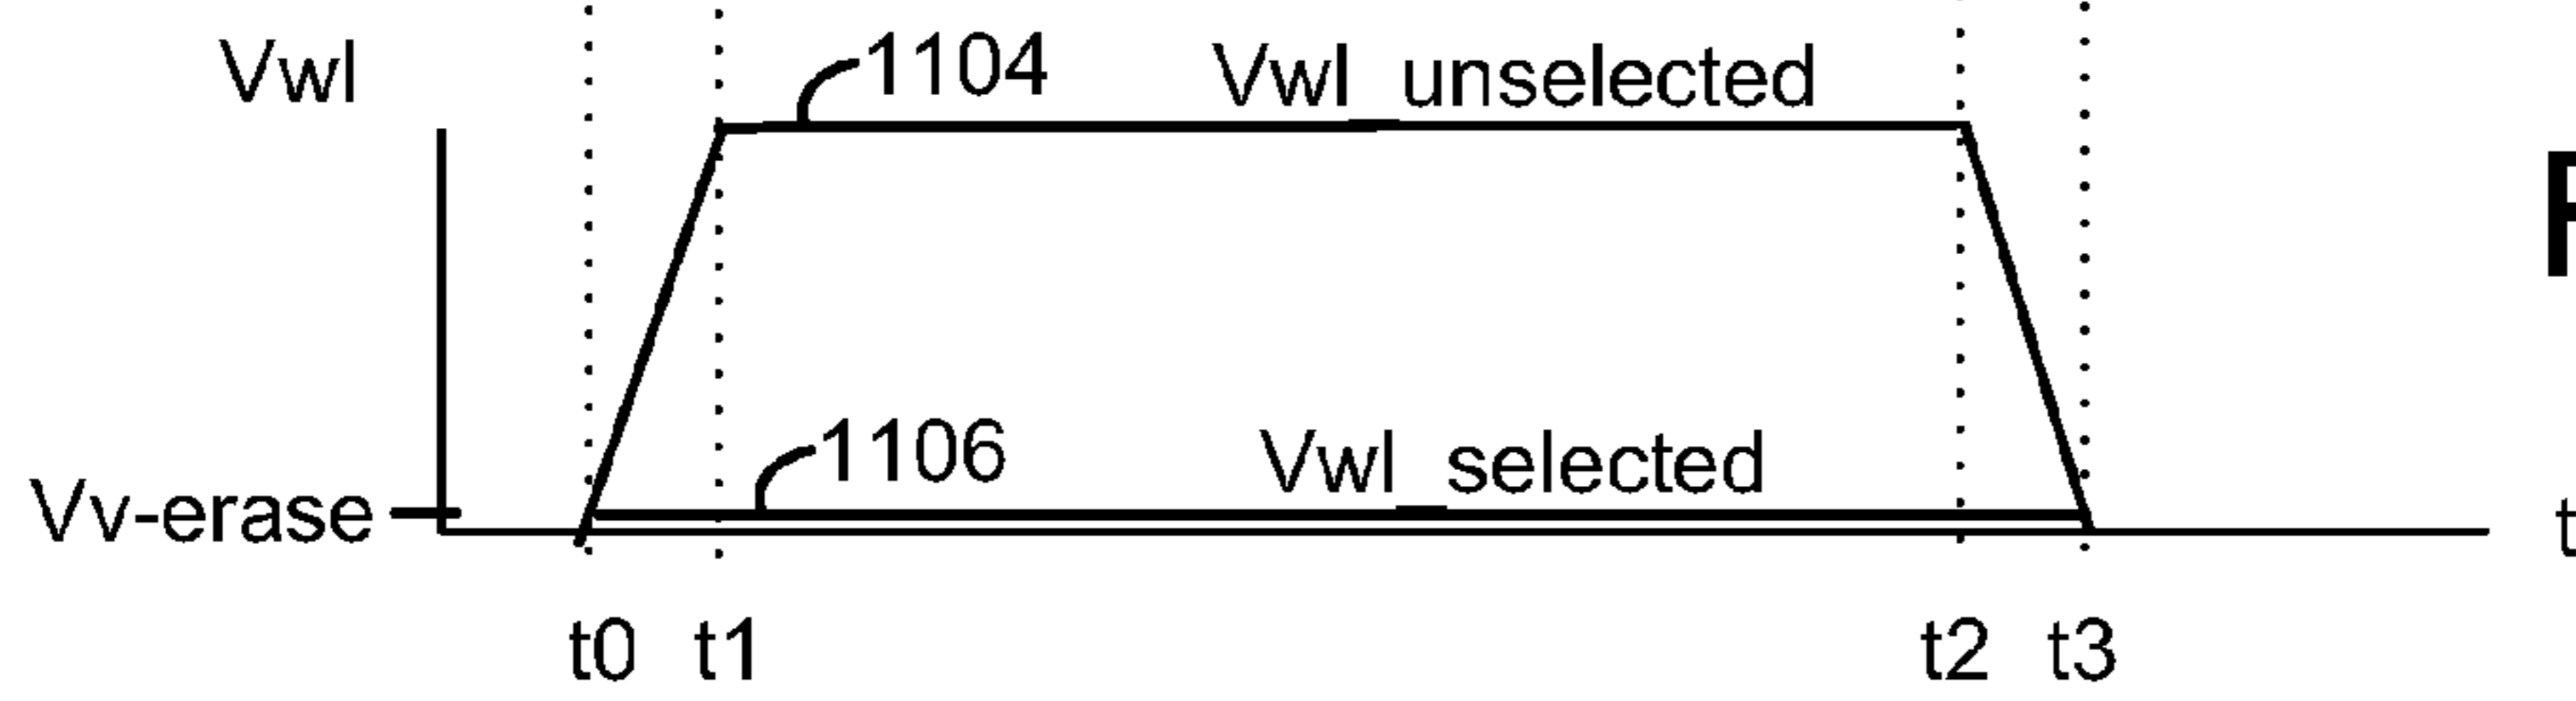 Vwl
1104
Vwl_unselected
1106
Vwl_selected
Vv-erase
t
t0 t1 t2 t3